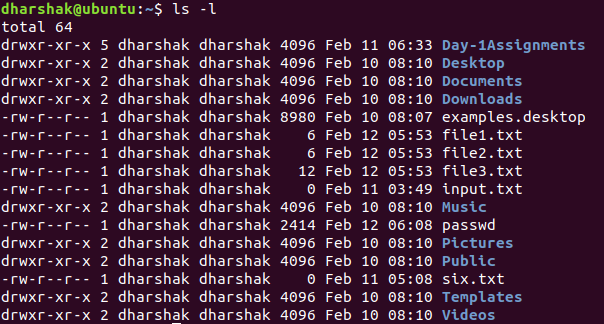 dharshak@ubuntu:~$ ls -l
total 64
drwxr-xr-x 5 dharshak dharshak 4096 Feb 11 06:33 Day-1Assignments
drwxr-xr-x 2 dharshak dharshak 4096 Feb 10 08:10 Desktop
drwxr-xr-x 2 dharshak dharshak 4096 Feb 10 08:10 Documents
drwxr-xr-x 2 dharshak dharshak 4096 Feb 10 08:10 Downloads
-rw-r--r-- 1 dharshak dharshak 8980 Feb 10 08:07 examples.desktop
-rw-r--r-- 1 dharshak dharshak    6 Feb 12 05:53 file1.txt
-rw-r--r-- 1 dharshak dharshak    6 Feb 12 05:53 file2.txt
-rw-r--r-- 1 dharshak dharshak   12 Feb 12 05:53 file3.txt
-rw-r--r-- 1 dharshak dharshak    0 Feb 11 03:49 input.txt
drwxr-xr-x 2 dharshak dharshak 4096 Feb 10 08:10 Music
-rw-r--r-- 1 dharshak dharshak 2414 Feb 12 06:08 passwd
drwxr-xr-x 2 dharshak dharshak 4096 Feb 10 08:10 Pictures
drwxr-xr-x 2 dharshak dharshak 4096 Feb 10 08:10 Public
-rw-r--r-- 1 dharshak dharshak    0 Feb 11 05:08 six.txt
drwxr-xr-x 2 dharshak dharshak 4096 Feb 10 08:10 Templates
drwxr-xr-x 2 dharshak dharshak 4096 Feb 10 08:10 Videos